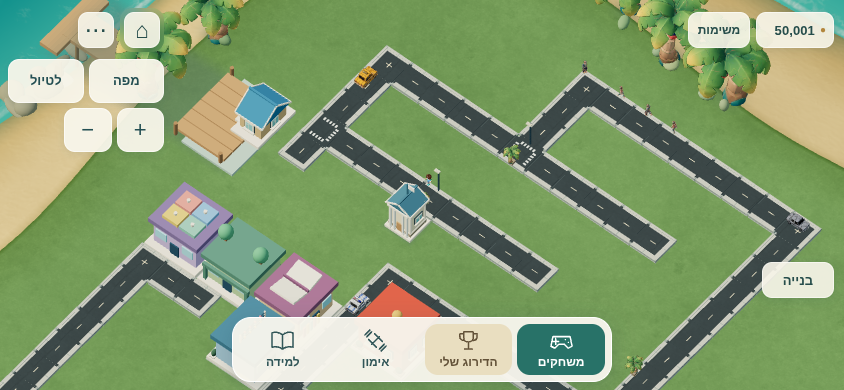 משימות
50,001
לטיול
מפה
בנייה
למידה
אימון
הדירוג שלי
משחקים